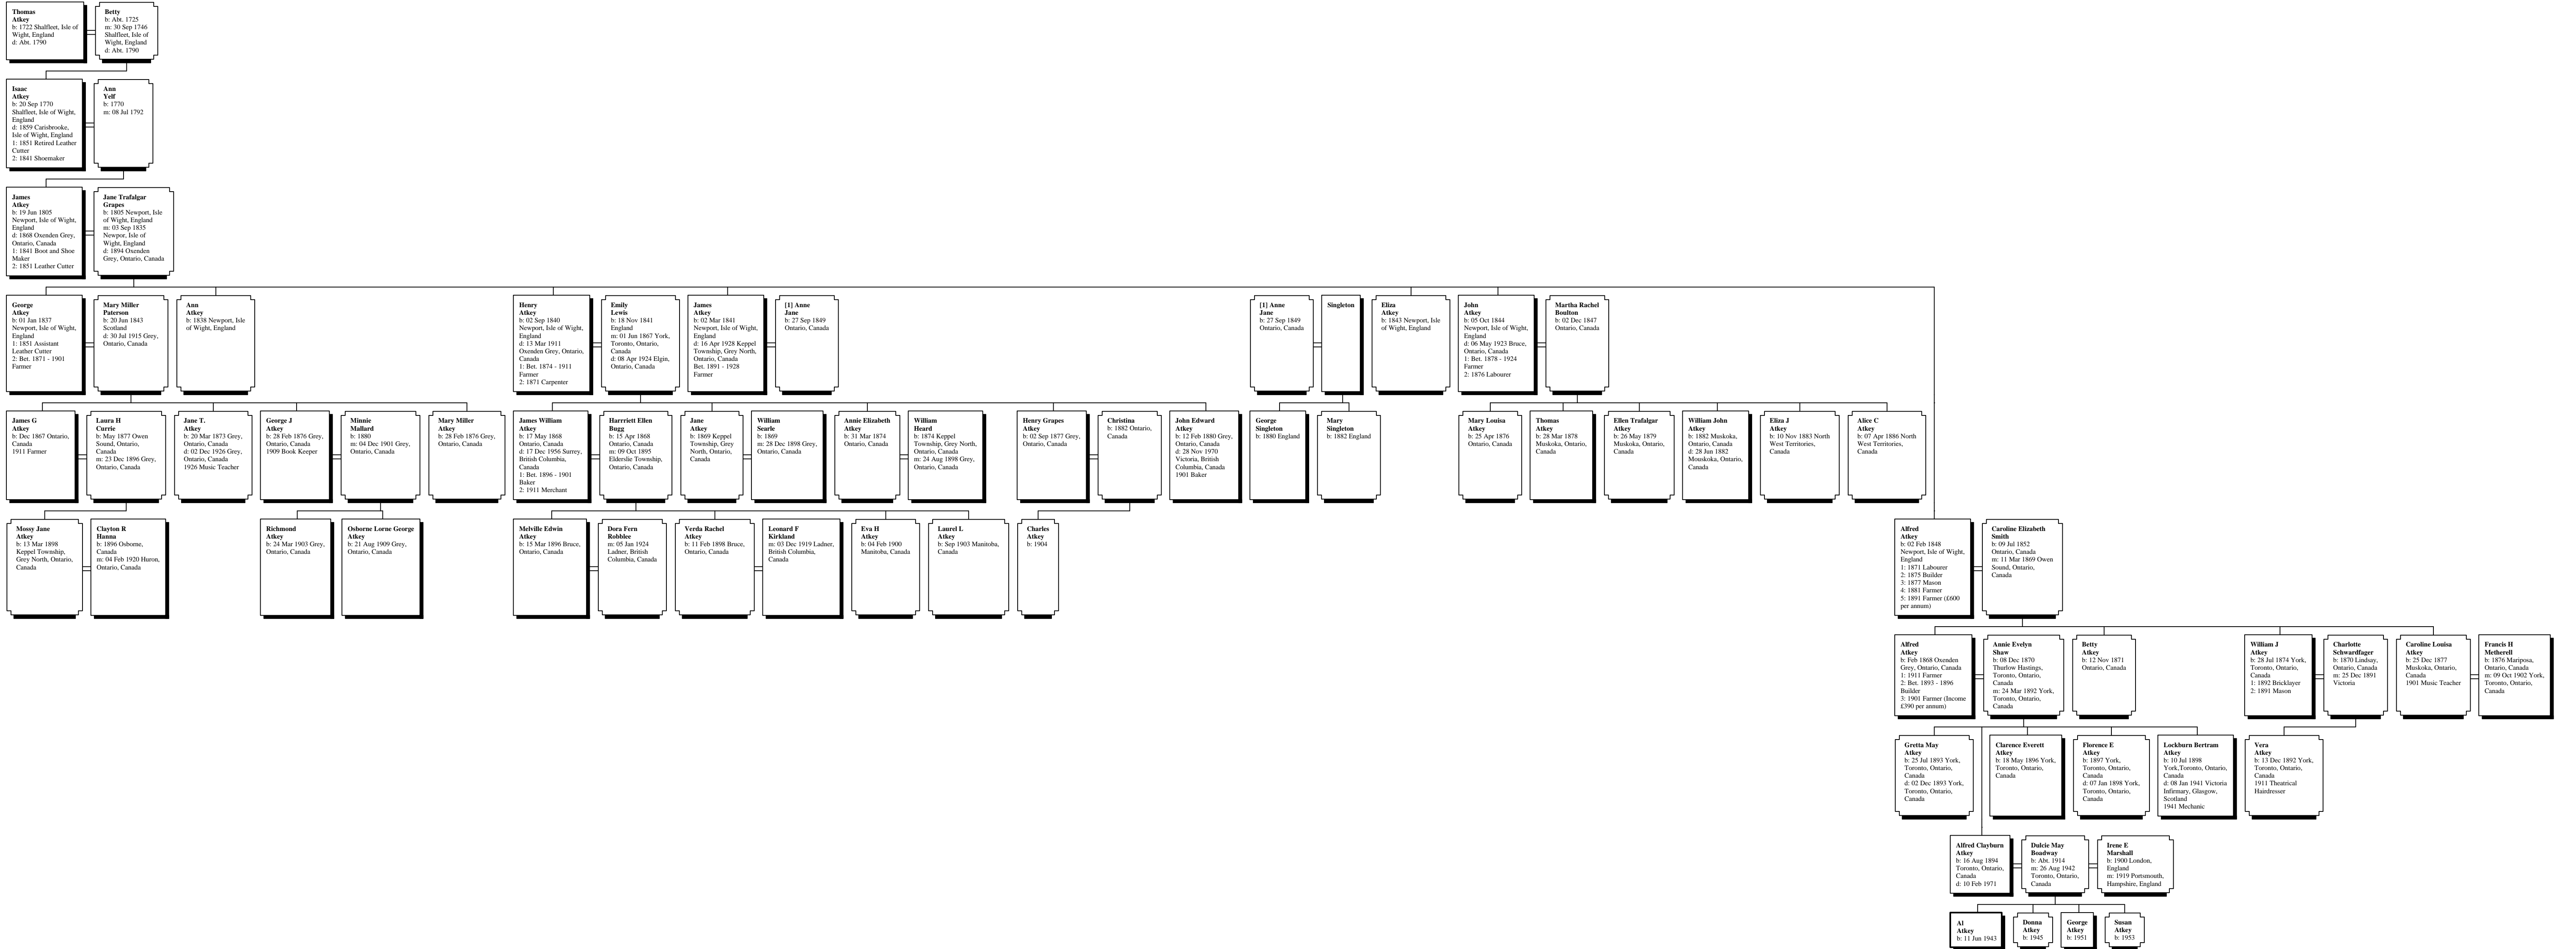 Thomas
Atkey
b: 1722 Shalfleet, Isle of
Wight, England
d: Abt. 1790
Betty
b: Abt. 1725
m: 30 Sep 1746
Shalfleet, Isle of
Wight, England
d: Abt. 1790
Isaac
Atkey
b: 20 Sep 1770
Shalfleet, Isle of Wight,
England
d: 1859 Carisbrooke,
Isle of Wight, England
1: 1851 Retired Leather
Cutter
2: 1841 Shoemaker
Ann
Yelf
b: 1770
m: 08 Jul 1792
James
Atkey
b: 19 Jun 1805
Newport, Isle of Wight,
England
d: 1868 Oxenden Grey,
Ontario, Canada
1: 1841 Boot and Shoe
Maker
2: 1851 Leather Cutter
Jane Trafalgar
Grapes
b: 1805 Newport, Isle
of Wight, England
m: 03 Sep 1835
Newpor, Isle of
Wight, England
d: 1894 Oxenden
Grey, Ontario, Canada
George
Atkey
b: 01 Jan 1837
Newport, Isle of Wight,
England
1: 1851 Assistant
Leather Cutter
2: Bet. 1871 - 1901
Farmer
Mary Miller
Paterson
b: 20 Jun 1843
Scotland
d: 30 Jul 1915 Grey,
Ontario, Canada
Ann
Atkey
b: 1838 Newport, Isle
of Wight, England
Henry
Atkey
b: 02 Sep 1840
Newport, Isle of Wight,
England
d: 13 Mar 1911
Oxenden Grey, Ontario,
Canada
1: Bet. 1874 - 1911
Farmer
2: 1871 Carpenter
Emily
Lewis
b: 18 Nov 1841
England
m: 01 Jun 1867 York,
Toronto, Ontario,
Canada
d: 08 Apr 1924 Elgin,
Ontario, Canada
James
Atkey
b: 02 Mar 1841
Newport, Isle of Wight,
England
d: 16 Apr 1928 Keppel
Township, Grey North,
Ontario, Canada
Bet. 1891 - 1928
Farmer
[1] Anne
Jane
b: 27 Sep 1849
Ontario, Canada
[1] Anne
Jane
b: 27 Sep 1849
Ontario, Canada
Singleton
Eliza
Atkey
b: 1843 Newport, Isle
of Wight, England
John
Atkey
b: 05 Oct 1844
Newport, Isle of Wight,
England
d: 06 May 1923 Bruce,
Ontario, Canada
1: Bet. 1878 - 1924
Farmer
2: 1876 Labourer
Martha Rachel
Boulton
b: 02 Dec 1847
Ontario, Canada
James G
Atkey
b: Dec 1867 Ontario,
Canada
1911 Farmer
Laura H
Currie
b: May 1877 Owen
Sound, Ontario,
Canada
m: 23 Dec 1896 Grey,
Ontario, Canada
Jane T.
Atkey
b: 20 Mar 1873 Grey,
Ontario, Canada
d: 02 Dec 1926 Grey,
Ontario, Canada
1926 Music Teacher
George J
Atkey
b: 28 Feb 1876 Grey,
Ontario, Canada
1909 Book Keeper
Minnie
Mallard
b: 1880
m: 04 Dec 1901 Grey,
Ontario, Canada
Mary Miller
Atkey
b: 28 Feb 1876 Grey,
Ontario, Canada
James William
Atkey
b: 17 May 1868
Ontario, Canada
d: 17 Dec 1956 Surrey,
British Columbia,
Canada
1: Bet. 1896 - 1901
Baker
2: 1911 Merchant
Harrriett Ellen
Bugg
b: 15 Apr 1868
Ontario, Canada
m: 09 Oct 1895
Elderslie Township,
Ontario, Canada
Jane
Atkey
b: 1869 Keppel
Township, Grey
North, Ontario,
Canada
William
Searle
b: 1869
m: 28 Dec 1898 Grey,
Ontario, Canada
Annie Elizabeth
Atkey
b: 31 Mar 1874
Ontario, Canada
William
Heard
b: 1874 Keppel
Township, Grey North,
Ontario, Canada
m: 24 Aug 1898 Grey,
Ontario, Canada
Henry Grapes
Atkey
b: 02 Sep 1877 Grey,
Ontario, Canada
Christina
b: 1882 Ontario,
Canada
John Edward
Atkey
b: 12 Feb 1880 Grey,
Ontario, Canada
d: 28 Nov 1970
Victoria, British
Columbia, Canada
1901 Baker
George
Singleton
b: 1880 England
Mary
Singleton
b: 1882 England
Mary Louisa
Atkey
b: 25 Apr 1876
Ontario, Canada
Thomas
Atkey
b: 28 Mar 1878
Muskoka, Ontario,
Canada
Ellen Trafalgar
Atkey
b: 26 May 1879
Muskoka, Ontario,
Canada
William John
Atkey
b: 1882 Muskoka,
Ontario, Canada
d: 28 Jun 1882
Mouskoka, Ontario,
Canada
Eliza J
Atkey
b: 10 Nov 1883 North
West Territories,
Canada
Alice C
Atkey
b: 07 Apr 1886 North
West Territories,
Canada
Mossy Jane
Atkey
b: 13 Mar 1898
Keppel Township,
Grey North, Ontario,
Canada
Clayton R
Hanna
b: 1896 Osborne,
Canada
m: 04 Feb 1920 Huron,
Ontario, Canada
Richmond
Atkey
b: 24 Mar 1903 Grey,
Ontario, Canada
Osborne Lorne George
Atkey
b: 21 Aug 1909 Grey,
Ontario, Canada
Melville Edwin
Atkey
b: 15 Mar 1896 Bruce,
Ontario, Canada
Dora Fern
Robblee
m: 05 Jan 1924
Ladner, British
Columbia, Canada
Verda Rachel
Atkey
b: 11 Feb 1898 Bruce,
Ontario, Canada
Leonard F
Kirkland
m: 03 Dec 1919 Ladner,
British Columbia,
Canada
Eva H
Atkey
b: 04 Feb 1900
Manitoba, Canada
Laurel L
Atkey
b: Sep 1903 Manitoba,
Canada
Charles
Atkey
b: 1904
Alfred
Atkey
b: 02 Feb 1848
Newport, Isle of Wight,
England
1: 1871 Labourer
2: 1875 Builder
3: 1877 Mason
4: 1881 Farmer
5: 1891 Farmer (£600
per annum)
Caroline Elizabeth
Smith
b: 09 Jul 1852
Ontario, Canada
m: 11 Mar 1869 Owen
Sound, Ontario,
Canada
Alfred
Atkey
b: Feb 1868 Oxenden
Grey, Ontario, Canada
1: 1911 Farmer
2: Bet. 1893 - 1896
Builder
3: 1901 Farmer (Income
£390 per annum)
Annie Evelyn
Shaw
b: 08 Dec 1870
Thurlow Hastings,
Toronto, Ontario,
Canada
m: 24 Mar 1892 York,
Toronto, Ontario,
Canada
Betty
Atkey
b: 12 Nov 1871
Ontario, Canada
William J
Atkey
b: 28 Jul 1874 York,
Toronto, Ontario,
Canada
1: 1892 Bricklayer
2: 1891 Mason
Charlotte
Schwardfager
b: 1870 Lindsay,
Ontario, Canada
m: 25 Dec 1891
Victoria
Caroline Louisa
Atkey
b: 25 Dec 1877
Muskoka, Ontario,
Canada
1901 Music Teacher
Francis H
Metherell
b: 1876 Mariposa,
Ontario, Canada
m: 09 Oct 1902 York,
Toronto, Ontario,
Canada
Gretta May
Atkey
b: 25 Jul 1893 York,
Toronto, Ontario,
Canada
d: 02 Dec 1893 York,
Toronto, Ontario,
Canada
Clarence Everett
Atkey
b: 18 May 1896 York,
Toronto, Ontario,
Canada
Florence E
Atkey
b: 1897 York,
Toronto, Ontario,
Canada
d: 07 Jan 1898 York,
Toronto, Ontario,
Canada
Lockburn Bertram
Atkey
b: 10 Jul 1898
York,Toronto, Ontario,
Canada
d: 08 Jan 1941 Victoria
Infirmary, Glasgow,
Scotland
1941 Mechanic
Vera
Atkey
b: 13 Dec 1892 York,
Toronto, Ontario,
Canada
1911 Theatrical
Hairdresser
Alfred Clayburn
Atkey
b: 16 Aug 1894
Toronto, Ontario,
Canada
d: 10 Feb 1971
Dulcie May
Boadway
b: Abt. 1914
m: 26 Aug 1942
Toronto, Ontario,
Canada
Irene E
Marshall
b: 1900 London,
England
m: 1919 Portsmouth,
Hampshire, England
Al
Atkey
b: 11 Jun 1943
Donna
Atkey
b: 1945
George
Atkey
b: 1951
Susan
Atkey
b: 1953